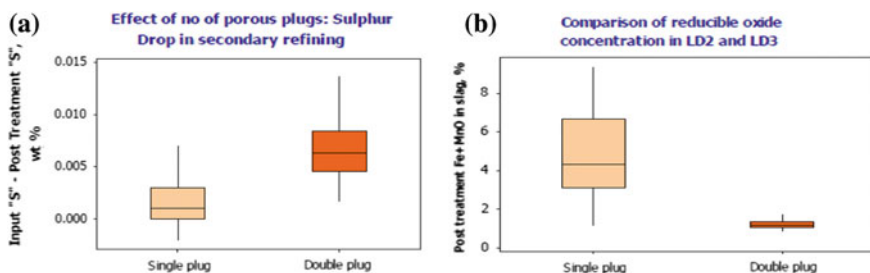 (a)
Effect of no of porous plugs: Sulphur
Drop in secondary refining
Input "S" - Post Treatment "S",
wt %
0.015
0.010
0.005
0.000
Single plug
Double plug
(b)
Comparison of reducible oxide
concentration in LD2 and LD3
Post treatment Fe+MnO in slag, %
8
6
4
2
0
Single plug
Double plug